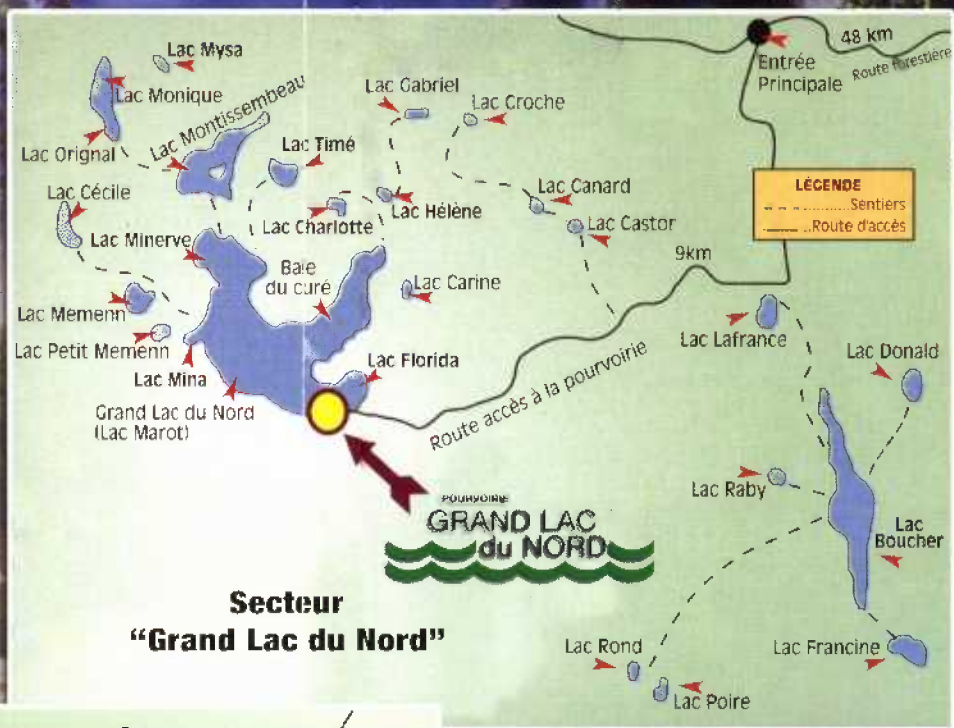 Lac Mysa
Lac Monique
Lac Orignal
Lac Montissembeau
Lac Gabriel
Lac Croche
Entrée
Principale
48 km
Route forestière
Lac Timé
Lac Cécile
Lac Minerve
Lac Charlotte
Lac Hélène
Lac Canard
Lac Castor
LÉGENDE
Sentiers
Route d'accès
Baie
du curé
Lac Carine
9km
Lac Memenn
Lac Petit Memenn
Lac Mina
Grand Lac du Nord
(Lac Marot)
Lac Florida
Route accès à la pourvoirie
Lac Lafrance
Lac Donald
Lac Raby
Lac
Boucher
POURVOIRIE
GRAND LAC
du NORD
Secteur
“Grand Lac du Nord”
Lac Rond
Lac Poire
Lac Francine